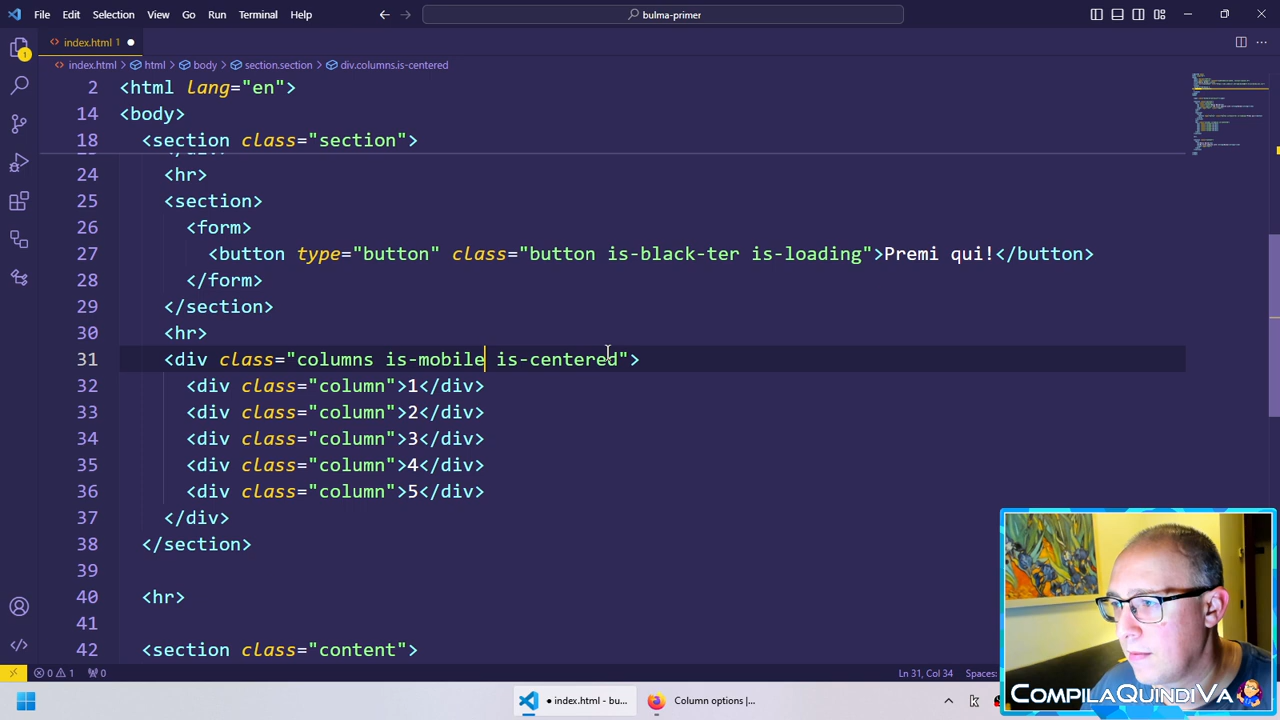 File Edit Selection View Go Run Terminal Help
bulma-primer
index.html 1
index.html html body section.section div.columns.is-centered
1
2 <html lang="en">
14 <body>
18 <section class="section">
24 <hr>
25 <section>
26 <form>
27 <button type="button" class="button is-black-ter is-loading">Premi qui!</button>
28 </form>
29 </section>
30 <hr>
31 <div class="columns is-mobile is-centered">
32 <div class="column">1</div>
33 <div class="column">2</div>
34 <div class="column">3</div>
35 <div class="column">4</div>
36 <div class="column">5</div>
37 </div>
38 </section>
39
40 <hr>
41
42 <section class="content">
0 1 0
Ln 31, Col 34 Spaces:
index.html - bu...
Column options |...
CompilaQuindiVa